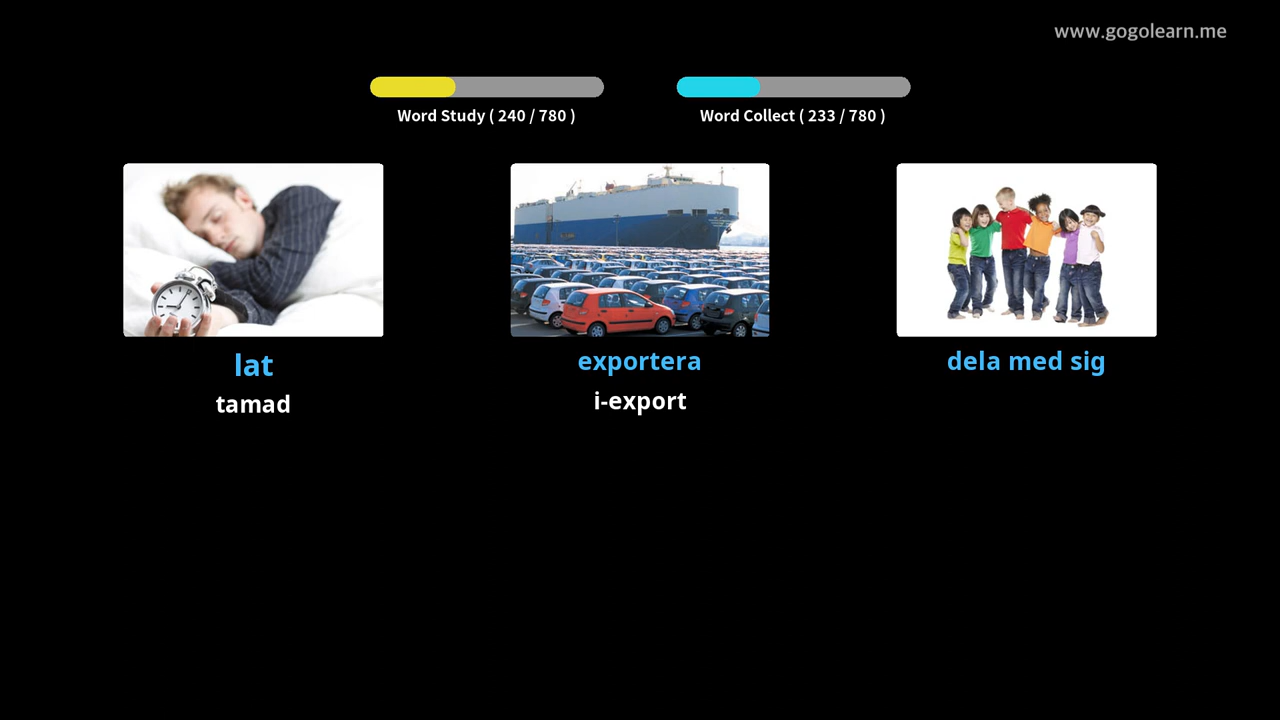 www.gogolearn.me
Word Study ( 240 / 780 )
Word Collect ( 233 / 780 )
lat
tamad
exportera
i-export
dela med sig